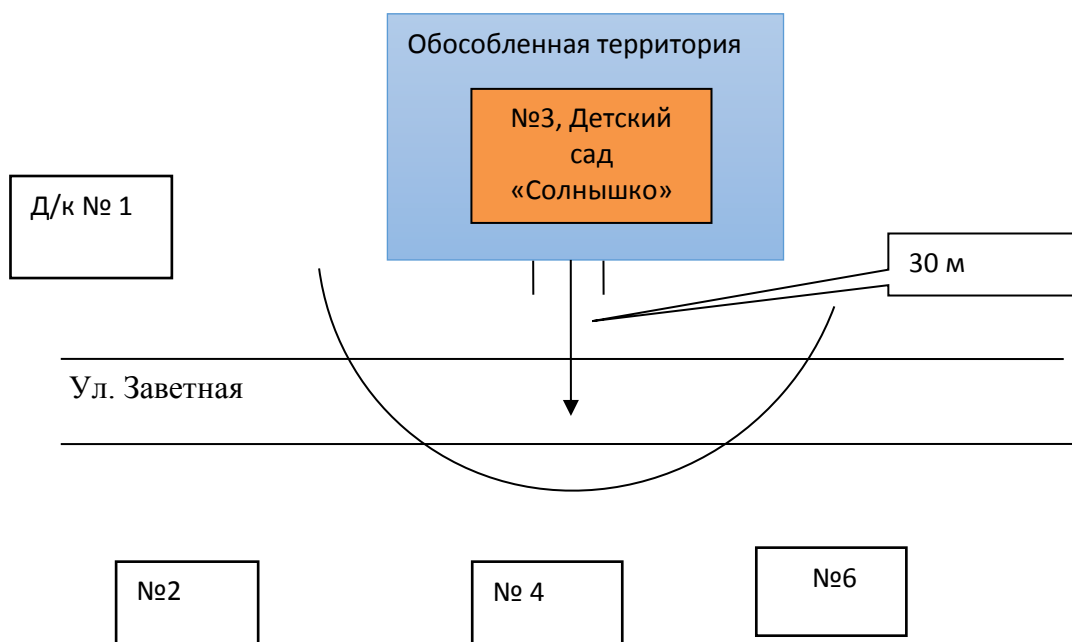 Обособленная территория
№3, Детский
сад
«Солнышко»
Д/к № 1
30 м
Ул. Заветная
№2
№ 4
№6